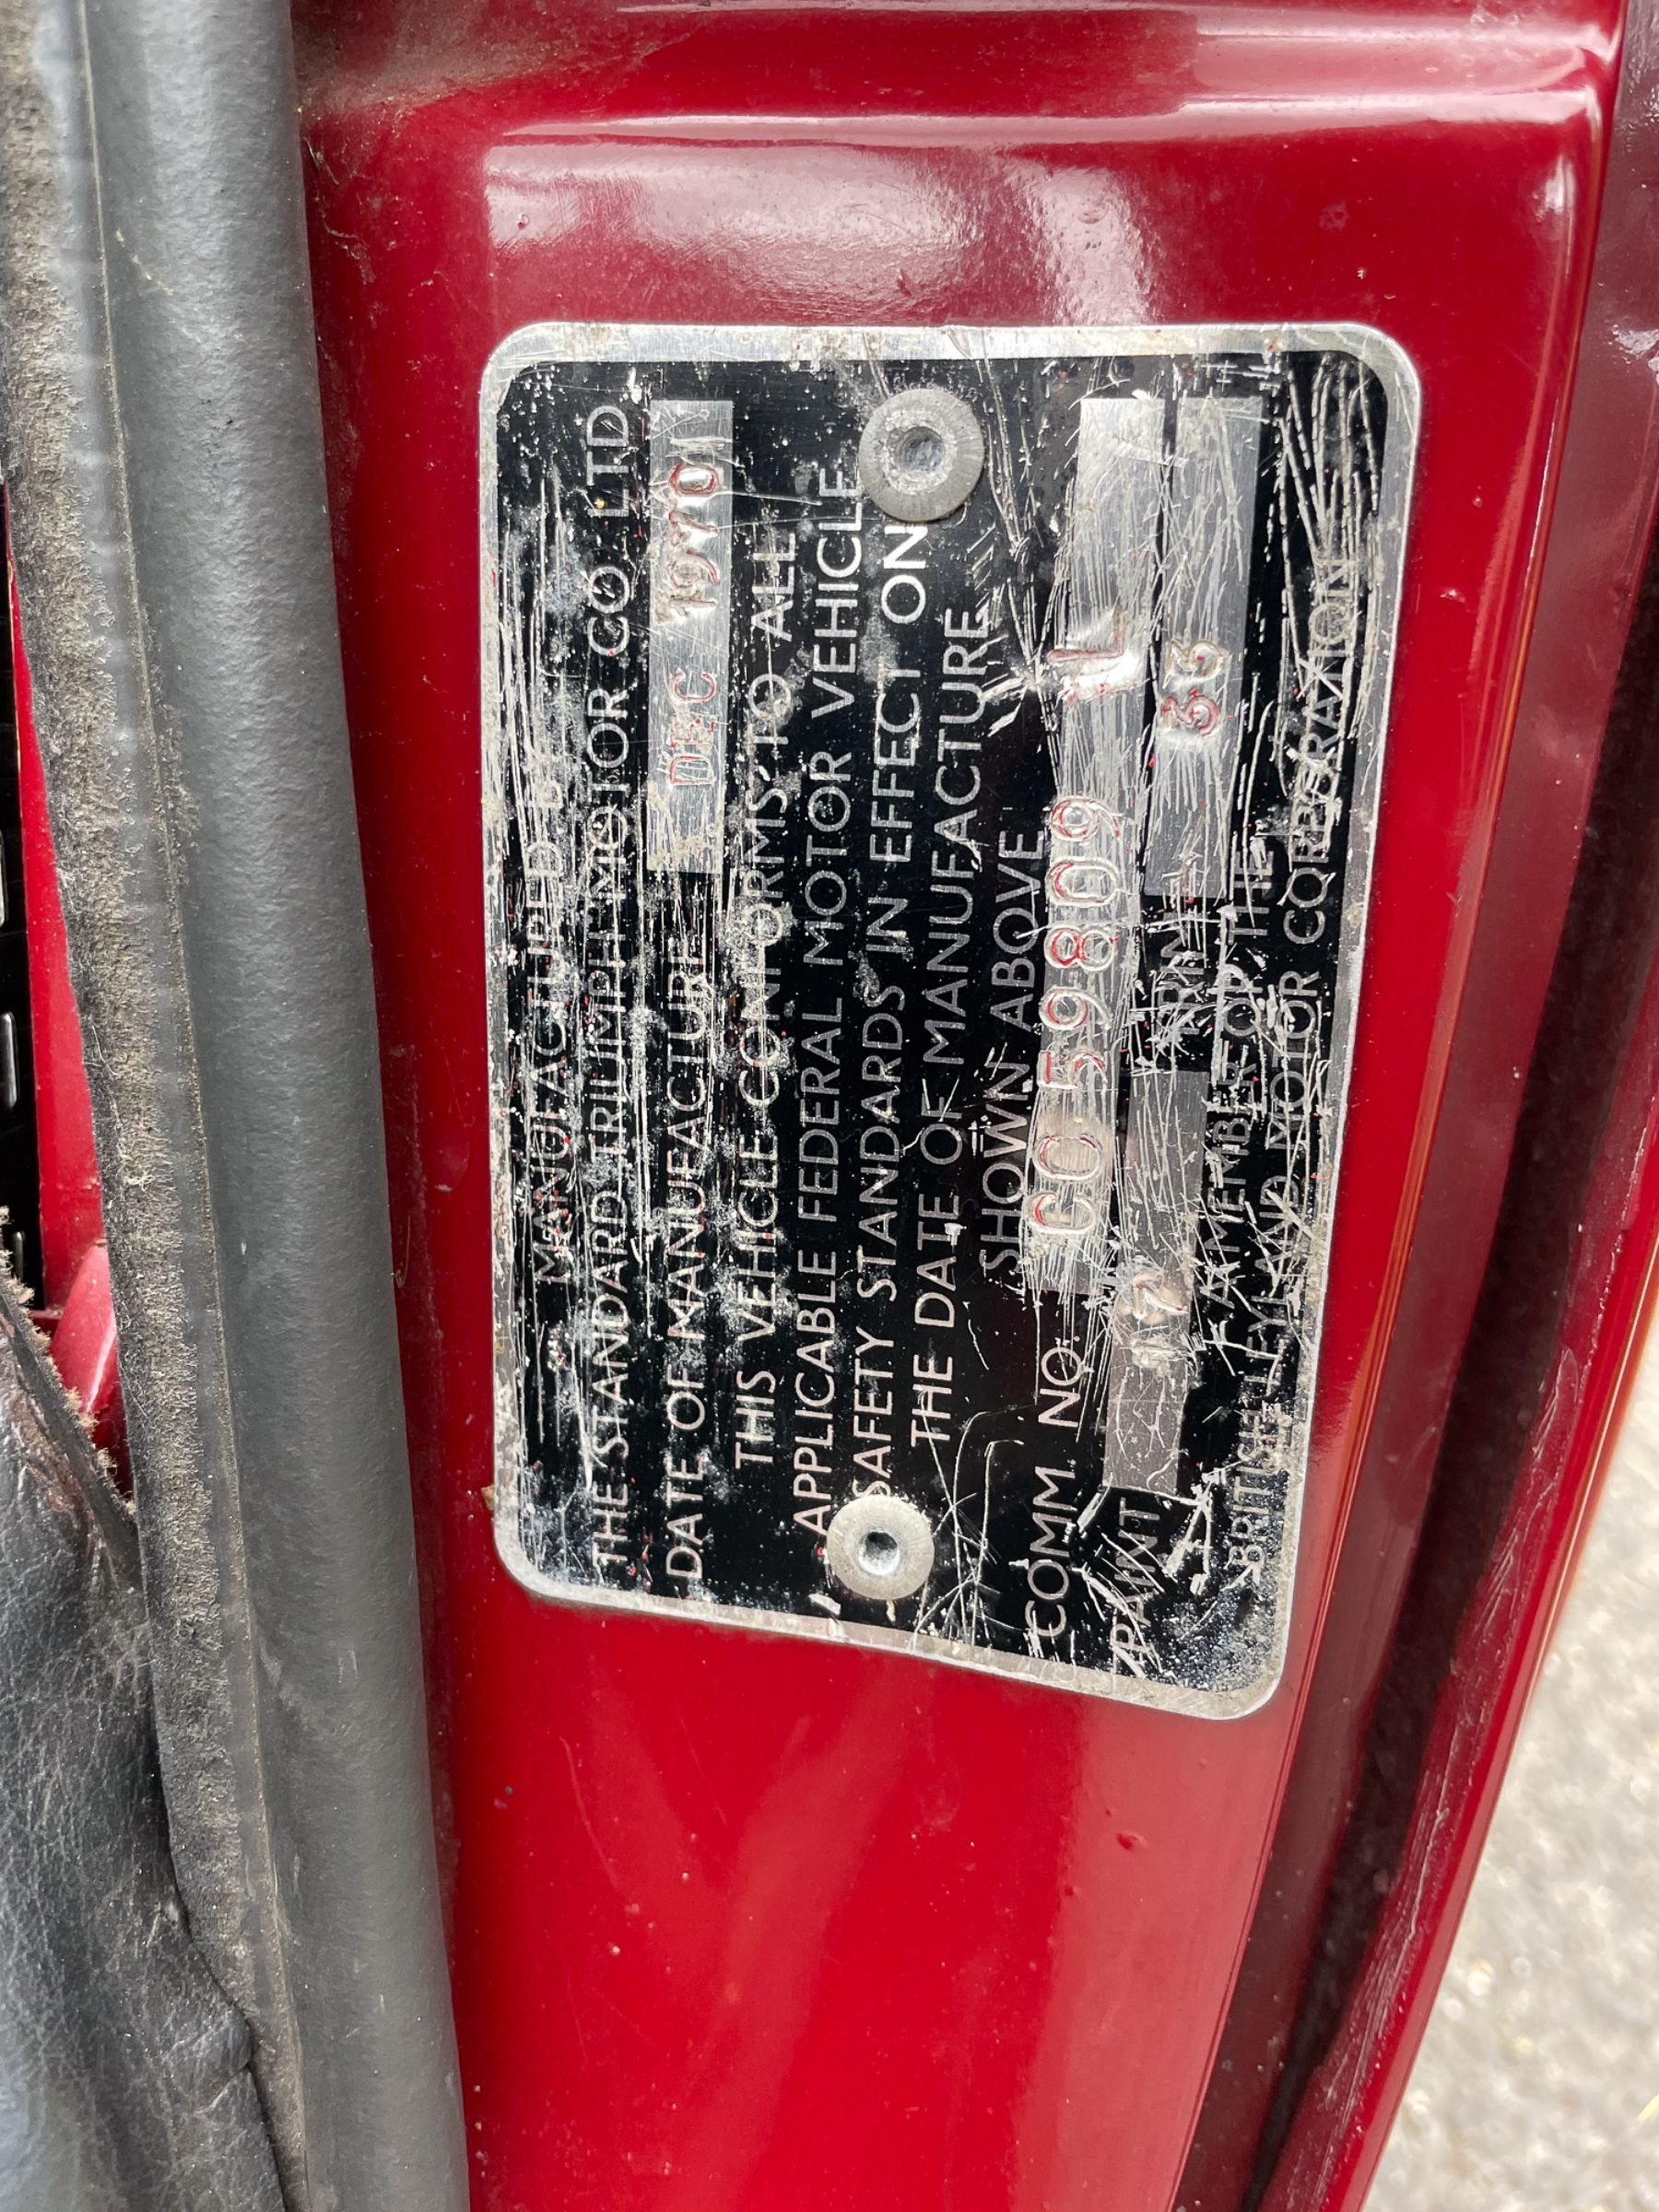 MANUFACTURED BY
THE STANDARD TRIUMPH MOTOR CO. LTD
DATE OF MANUFACTURE DEC 1970
THIS VEHICLE CONFORMS TO ALL
APPLICABLE FEDERAL MOTOR VEHICLE
SAFETY STANDARDS IN EFFECT ON
THE DATE OF MANUFACTURE
SHOWN ABOVE
COMM NO. CC59809 L
PAINT TRIM
A MEMBER OF THE
BRITISH LEYLAND MOTOR CORPORATION